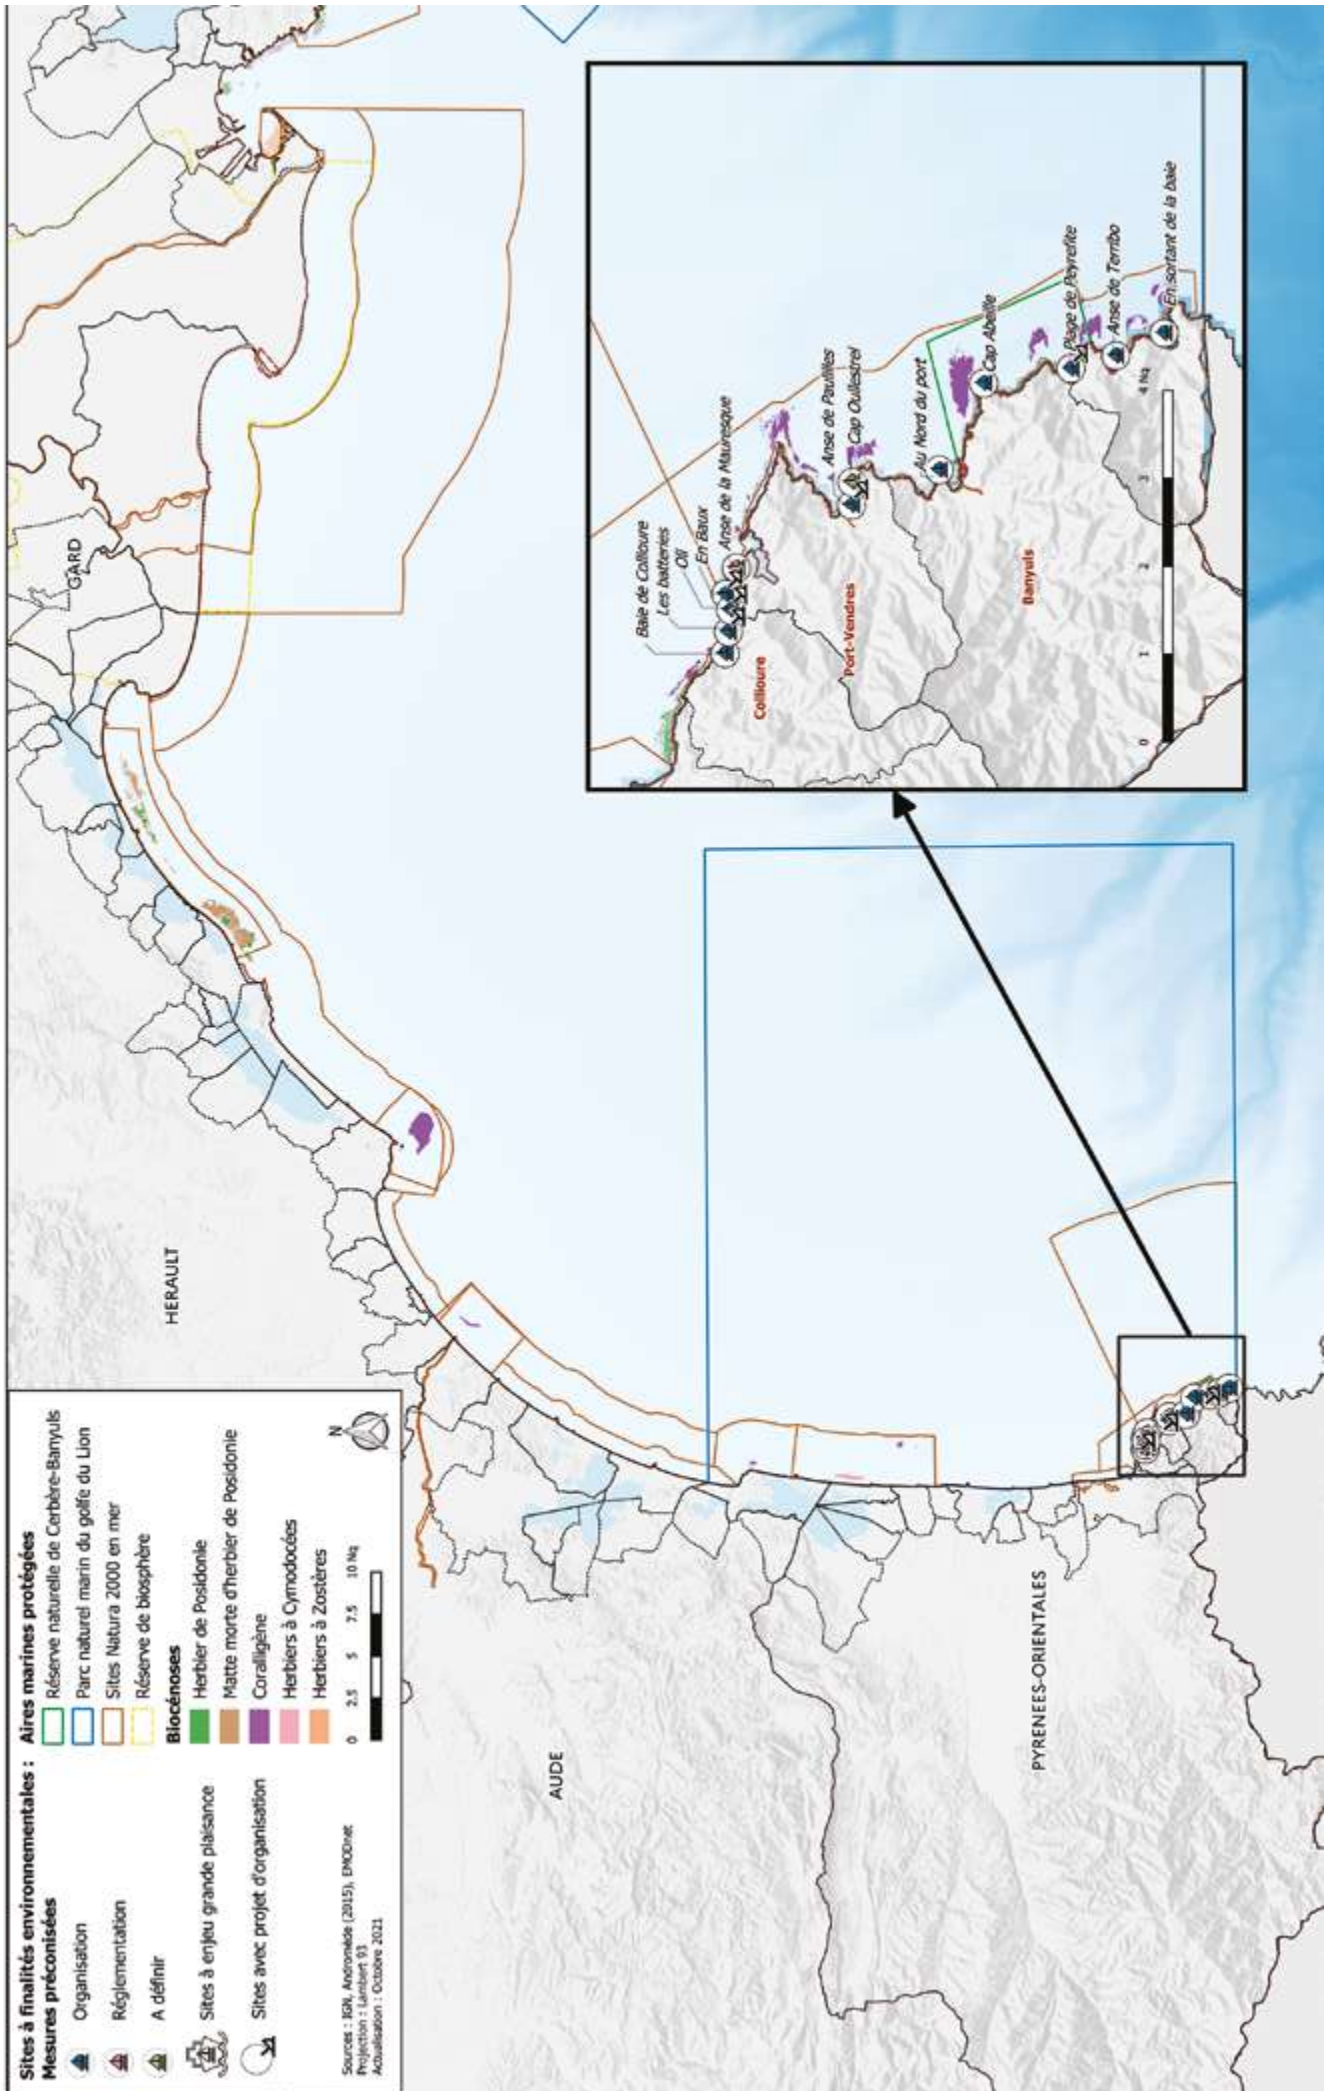 Sites à finalités environnementales :
Mesures préconisées
Organisation
Réglementation
A définir
Sites à enjeu grande plaisance
Sites avec projet d'organisation
Sources : IGN, Andromède (2015), EMODnet
Projection : Lambert 93
Actualisation : Octobre 2021
Aires marines protégées
Réserve naturelle de Cerbère-Banyuls
Parc naturel marin du golfe du Lion
Sites Natura 2000 en mer
Réserve de biosphère
Biocénoses
Herbier de Posidonie
Matte morte d'herbier de Posidonie
Coralligène
Herbiers à Cymodocées
Herbiers à Zostères
0 2.5 5 7.5 10 Nq
N
HERAULT
GARD
AUDE
PYRENEES-ORIENTALES
Baie de Collioure
Les batteries
Oli
En Baux
Anse de la Mauresque
Anse de Paulilles
Cap Oullestrel
Au Nord du port
Cap Abeille
Plage de Peyrefite
Anse de Terribo
En sortant de la baie
Collioure
Port-Vendres
Banyuls
0 1 2 3 4 Nq